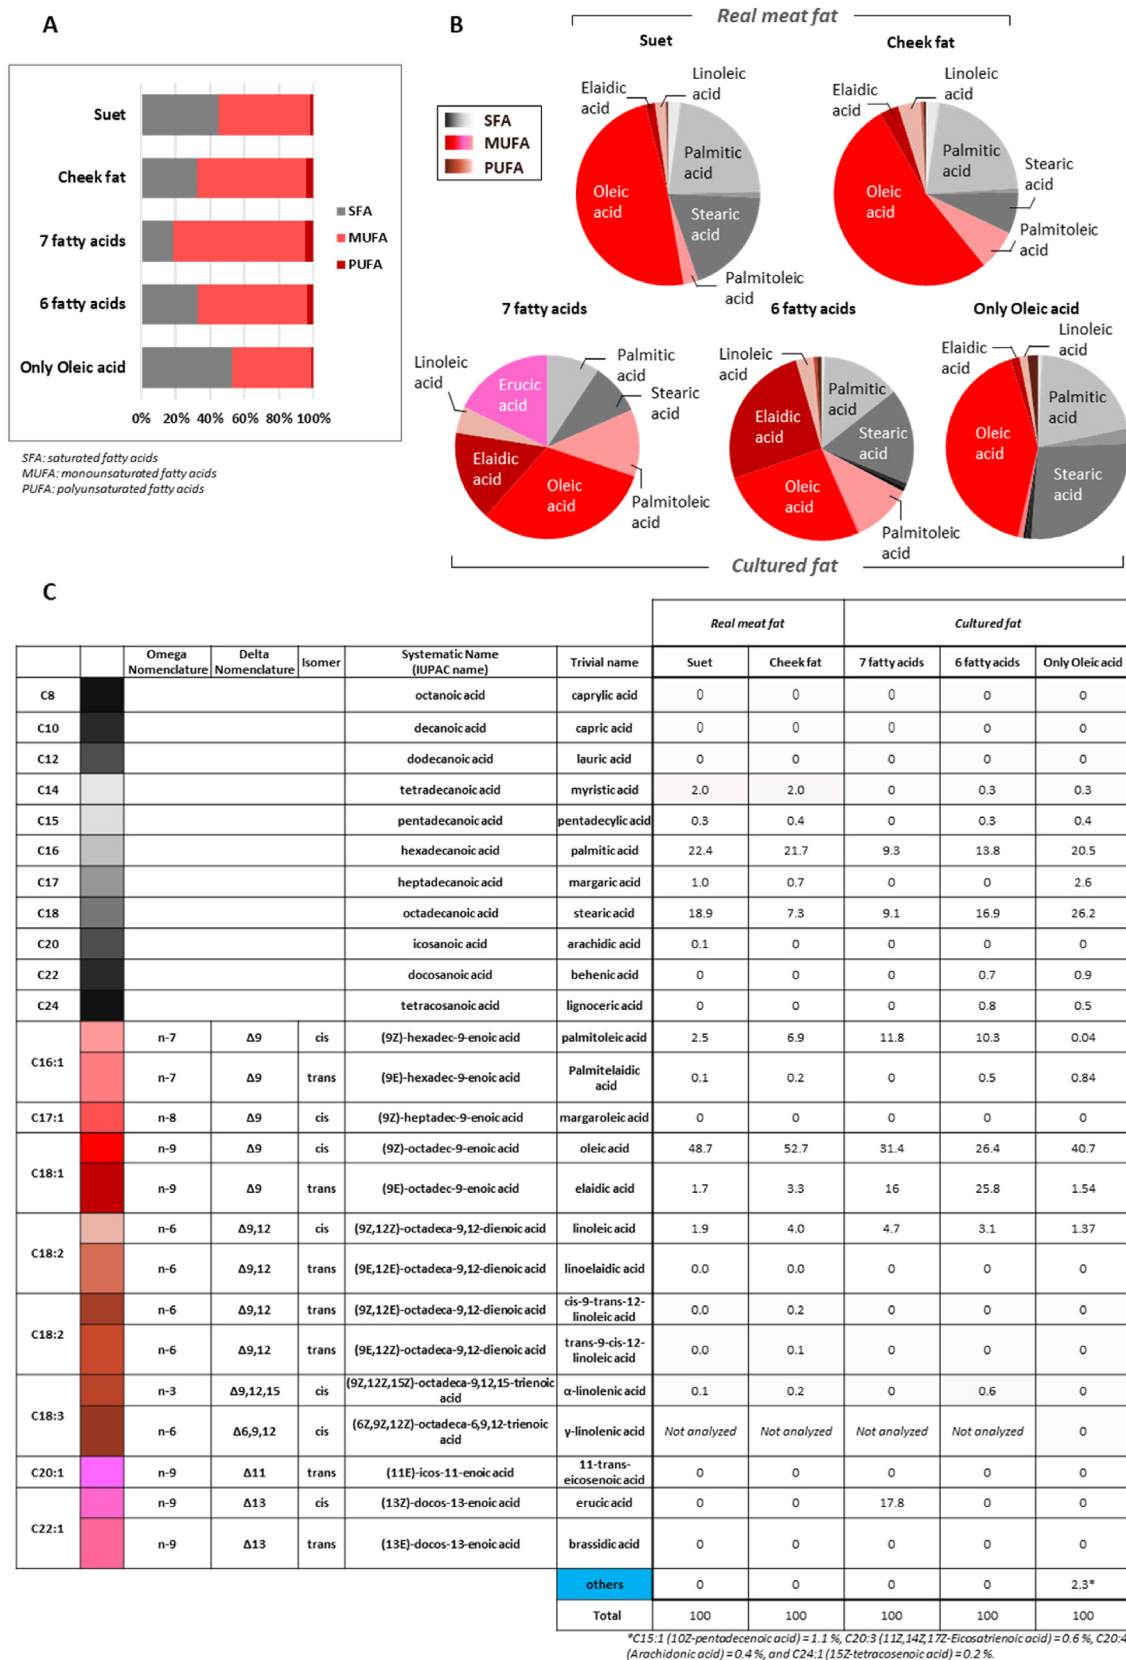 A
Suet
Cheek fat
7 fatty acids
6 fatty acids
Only Oleic acid
0% 20% 40% 60% 80% 100%
SFA
MUFA
PUFA
SFA: saturated fatty acids
MUFA: monounsaturated fatty acids
PUFA: polyunsaturated fatty acids
B
Real meat fat
SFA
MUFA
PUFA
Suet
Elaidic acid
Linoleic acid
Palmitic acid
Stearic acid
Palmitoleic acid
Oleic acid
Cheek fat
Elaidic acid
Linoleic acid
Palmitic acid
Stearic acid
Palmitoleic acid
Oleic acid
7 fatty acids
Linoleic acid
Erucic acid
Palmitic acid
Stearic acid
Palmitoleic acid
Oleic acid
Elaidic acid
6 fatty acids
Linoleic acid
Palmitic acid
Stearic acid
Palmitoleic acid
Oleic acid
Elaidic acid
Only Oleic acid
Elaidic acid
Linoleic acid
Palmitic acid
Stearic acid
Oleic acid
Cultured fat
C
Real meat fat Cultured fat
Omega Nomenclature Delta Nomenclature Isomer Systematic Name (IUPAC name) Trivial name Suet Cheek fat 7 fatty acids 6 fatty acids Only Oleic acid
C8 octanoic acid caprylic acid 0 0 0 0 0
C10 decanoic acid capric acid 0 0 0 0 0
C12 dodecanoic acid lauric acid 0 0 0 0 0
C14 tetradecanoic acid myristic acid 2.0 2.0 0 0.3 0.3
C15 pentadecanoic acid pentadecylic acid 0.3 0.4 0 0.3 0.4
C16 hexadecanoic acid palmitic acid 22.4 21.7 9.3 13.8 20.5
C17 heptadecanoic acid margaric acid 1.0 0.7 0 0 2.6
C18 octadecanoic acid stearic acid 18.9 7.3 9.1 16.9 26.2
C20 icosanoic acid arachidic acid 0.1 0 0 0 0
C22 docosanoic acid behenic acid 0 0 0 0.7 0.9
C24 tetracosanoic acid lignoceric acid 0 0 0 0.8 0.5
C16:1 n-7 Δ9 cis (9Z)-hexadec-9-enoic acid palmitoleic acid 2.5 6.9 11.8 10.3 0.04
n-7 Δ9 trans (9E)-hexadec-9-enoic acid Palmitelaidic acid 0.1 0.2 0 0.5 0.84
C17:1 n-8 Δ9 cis (9Z)-heptadec-9-enoic acid margaroleic acid 0 0 0 0 0
C18:1 n-9 Δ9 cis (9Z)-octadec-9-enoic acid oleic acid 48.7 52.7 31.4 26.4 40.7
n-9 Δ9 trans (9E)-octadec-9-enoic acid elaidic acid 1.7 3.3 16 25.8 1.54
C18:2 n-6 Δ9,12 cis (9Z,12Z)-octadeca-9,12-dienoic acid linoleic acid 1.9 4.0 4.7 3.1 1.37
n-6 Δ9,12 trans (9E,12E)-octadeca-9,12-dienoic acid linoelaidic acid 0.0 0.0 0 0 0
C18:2 n-6 Δ9,12 trans (9Z,12E)-octadeca-9,12-dienoic acid cis-9-trans-12-linoleic acid 0.0 0.2 0 0 0
n-6 Δ9,12 trans (9E,12Z)-octadeca-9,12-dienoic acid trans-9-cis-12-linoleic acid 0.0 0.1 0 0 0
C18:3 n-3 Δ9,12,15 cis (9Z,12Z,15Z)-octadeca-9,12,15-trienoic acid α-linolenic acid 0.1 0.2 0 0.6 0
n-6 Δ6,9,12 cis (6Z,9Z,12Z)-octadeca-6,9,12-trienoic acid γ-linolenic acid Not analyzed Not analyzed Not analyzed Not analyzed 0
C20:1 n-9 Δ11 trans (11E)-icos-11-enoic acid 11-trans-eicosenoic acid 0 0 0 0 0
C22:1 n-9 Δ13 cis (13Z)-docos-13-enoic acid erucic acid 0 0 17.8 0 0
n-9 Δ13 trans (13E)-docos-13-enoic acid brassidic acid 0 0 0 0 0
others 0 0 0 0 2.3*
Total 100 100 100 100 100
*C15:1 (10Z-pentadecenoic acid) = 1.1 %, C20:3 (11Z,14Z,17Z-Eicosatrienoic acid) = 0.6 %, C20:4
(Arachidonic acid) = 0.4 %, and C24:1 (15Z-tetracosenoic acid) = 0.2 %.